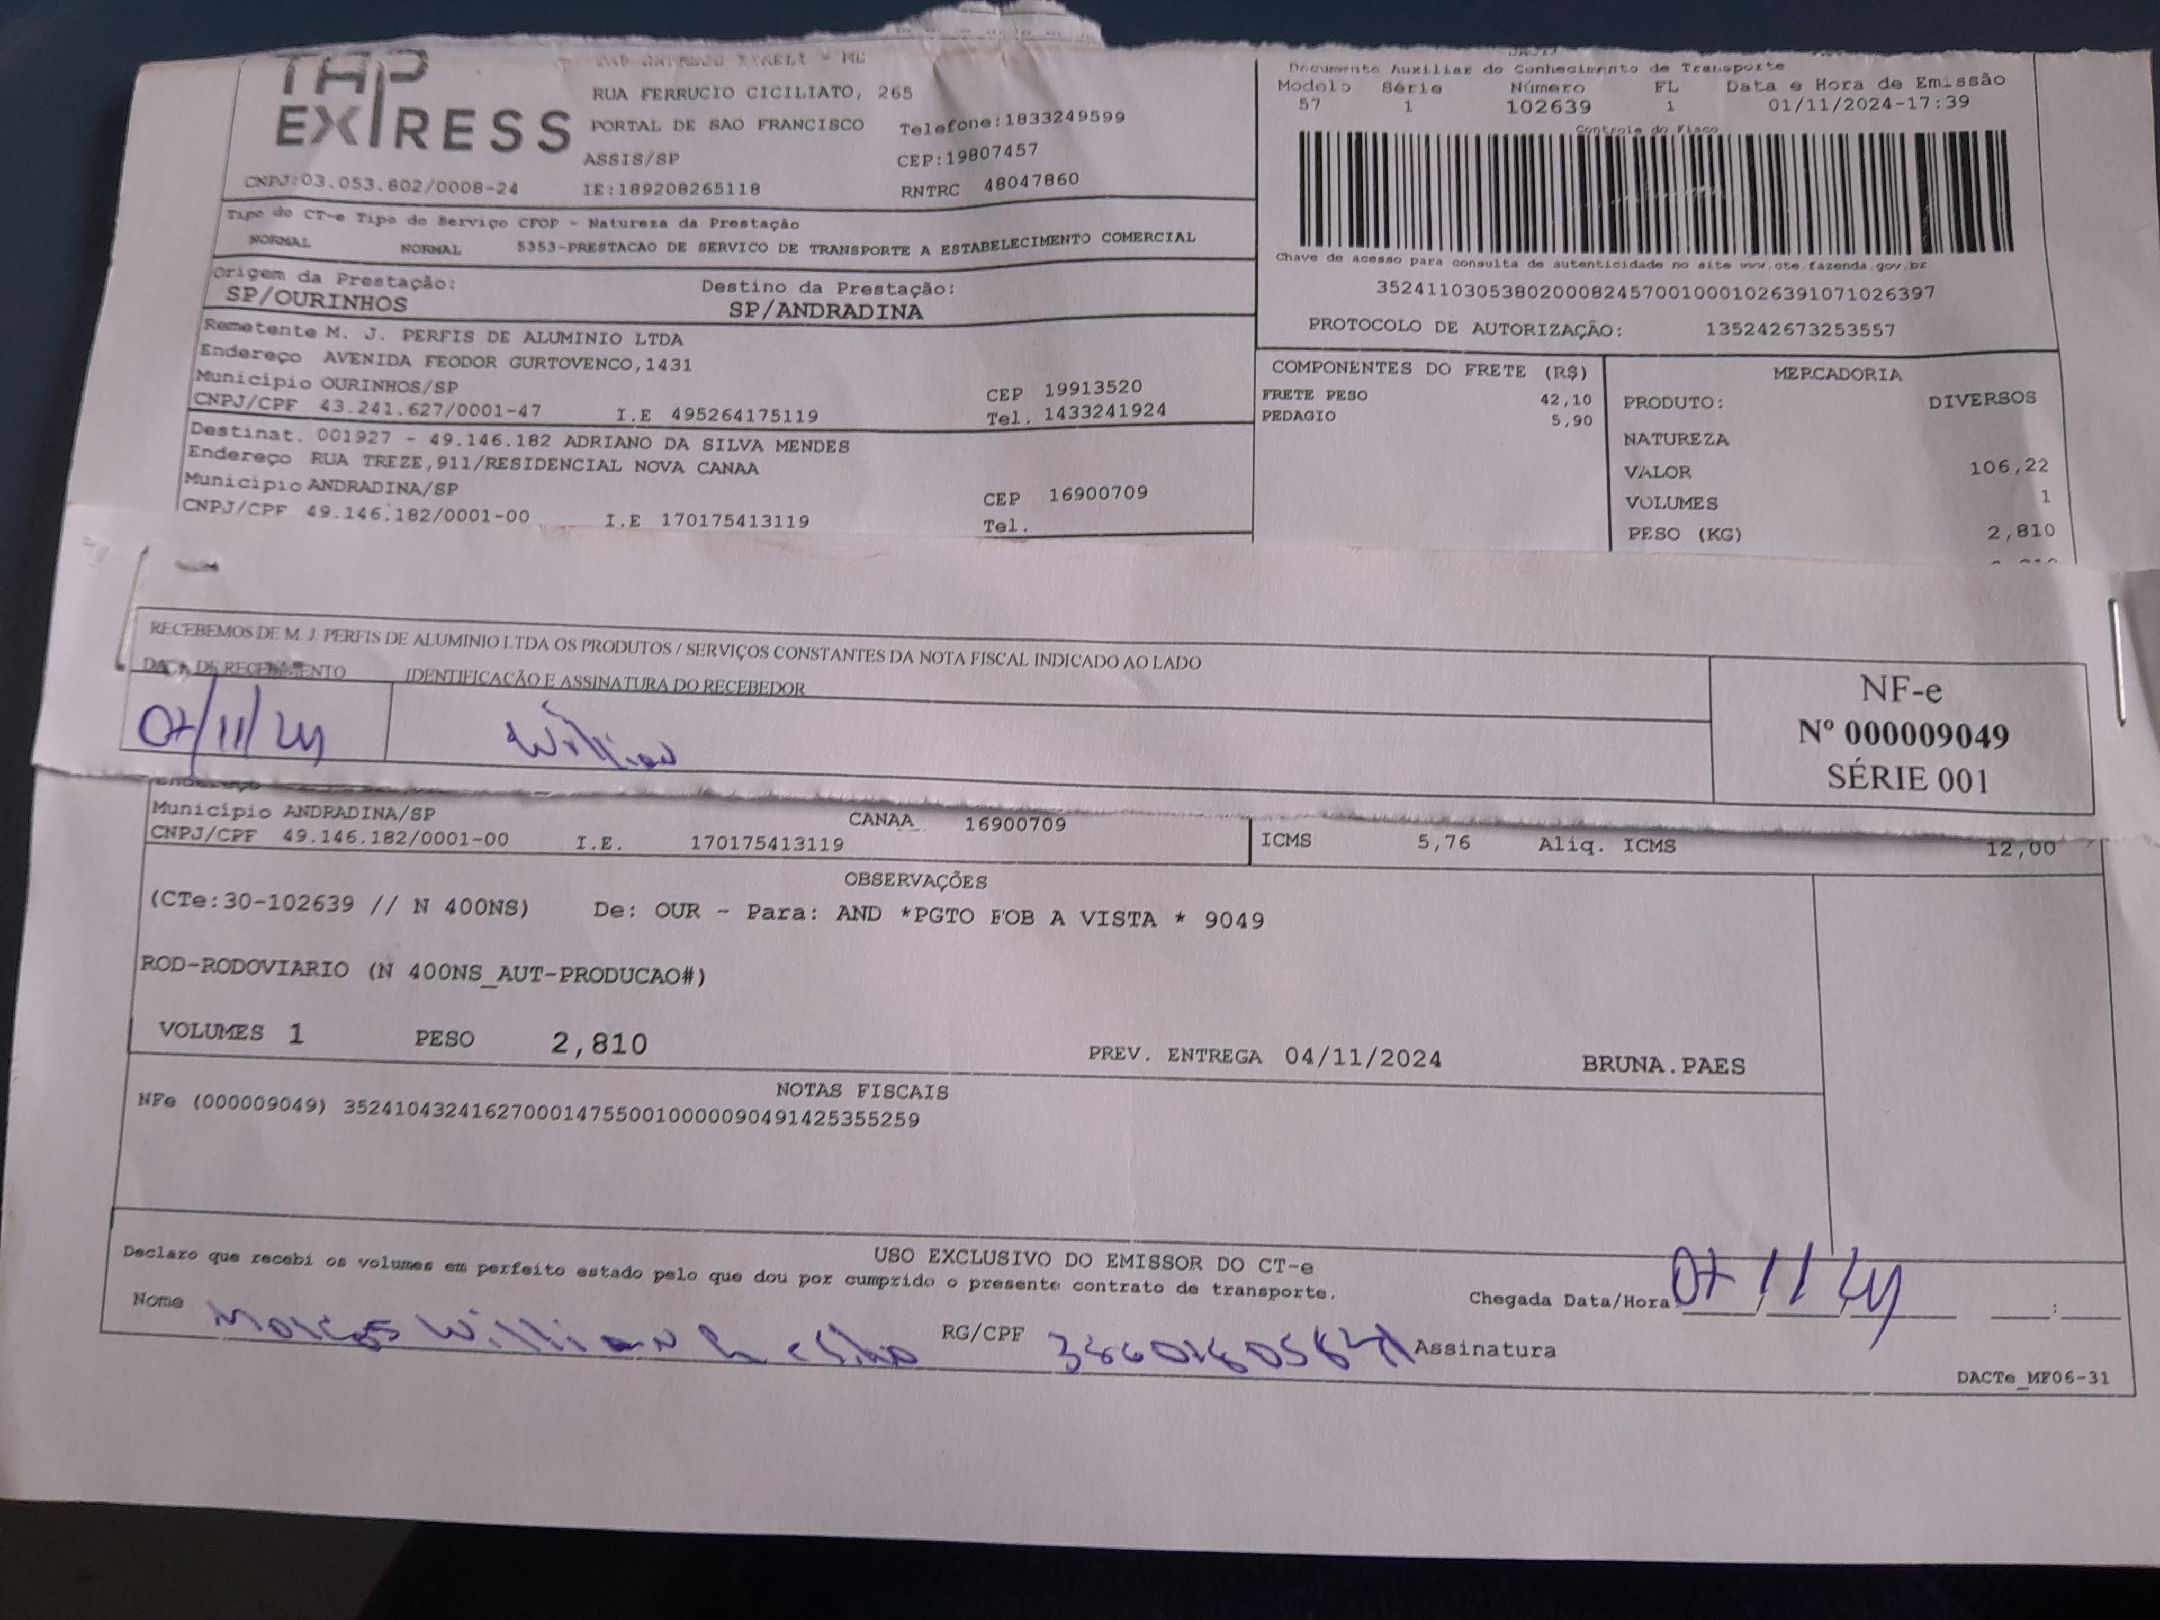 TAP
EXPRESS
RUA FERRUCIO CICILIATO, 265
PORTAL DE SAO FRANCISCO Telefone:1833249599
ASSIS/SP CEP:19807457
CNPJ:03.053.802/0008-24 IE:189208265118 RNTRC 48047860
Documento Auxiliar do Conhecimento de Transporte
Modelo Série Número FL Data e Hora de Emissão
57 1 102639 1 01/11/2024-17:39
Controle do Fisco
Chave de acesso para consulta de autenticidade no site www.cte.fazenda.gov.br
35241103053802000824570010001026391071026397
PROTOCOLO DE AUTORIZAÇÃO: 135242673253557
Tipo do CT-e Tipo do Serviço CFOP - Natureza da Prestação
NORMAL NORMAL 5353-PRESTACAO DE SERVICO DE TRANSPORTE A ESTABELECIMENTO COMERCIAL
Origem da Prestação: Destino da Prestação:
SP/OURINHOS SP/ANDRADINA
Remetente M. J. PERFIS DE ALUMINIO LTDA
Endereço AVENIDA FEODOR GURTOVENCO,1431
Município OURINHOS/SP CEP 19913520
CNPJ/CPF 43.241.627/0001-47 I.E 495264175119 Tel. 1433241924
Destinat. 001927 - 49.146.182 ADRIANO DA SILVA MENDES
Endereço RUA TREZE,911/RESIDENCIAL NOVA CANAA
Município ANDRADINA/SP CEP 16900709
CNPJ/CPF 49.146.182/0001-00 I.E 170175413119 Tel.
COMPONENTES DO FRETE (R$)
FRETE PESO 42,10
PEDAGIO 5,90
MERCADORIA
PRODUTO: DIVERSOS
NATUREZA
VALOR 106,22
VOLUMES 1
PESO (KG) 2,810
RECEBEMOS DE M. J. PERFIS DE ALUMINIO LTDA OS PRODUTOS / SERVIÇOS CONSTANTES DA NOTA FISCAL INDICADO AO LADO
DATA DE RECEBIMENTO IDENTIFICAÇÃO E ASSINATURA DO RECEBEDOR
07/11/24 Willian
NF-e
Nº 000009049
SÉRIE 001
Endereço
Município ANDRADINA/SP CANAA 16900709
CNPJ/CPF 49.146.182/0001-00 I.E. 170175413119
ICMS 5,76 Aliq. ICMS 12,00
OBSERVAÇÕES
(CTe:30-102639 // N 400NS) De: OUR - Para: AND *PGTO FOB A VISTA * 9049
ROD-RODOVIARIO (N 400NS_AUT-PRODUCAO#)
VOLUMES 1 PESO 2,810 PREV. ENTREGA 04/11/2024 BRUNA.PAES
NOTAS FISCAIS
NFe (000009049) 35241043241627000147550010000090491425355259
USO EXCLUSIVO DO EMISSOR DO CT-e
Declaro que recebi os volumes em perfeito estado pelo que dou por cumprido o presente contrato de transporte.
Chegada Data/Hora 07/11/24 :
Nome Marcos Willian RG/CPF Assinatura
DACTe_MF06-31